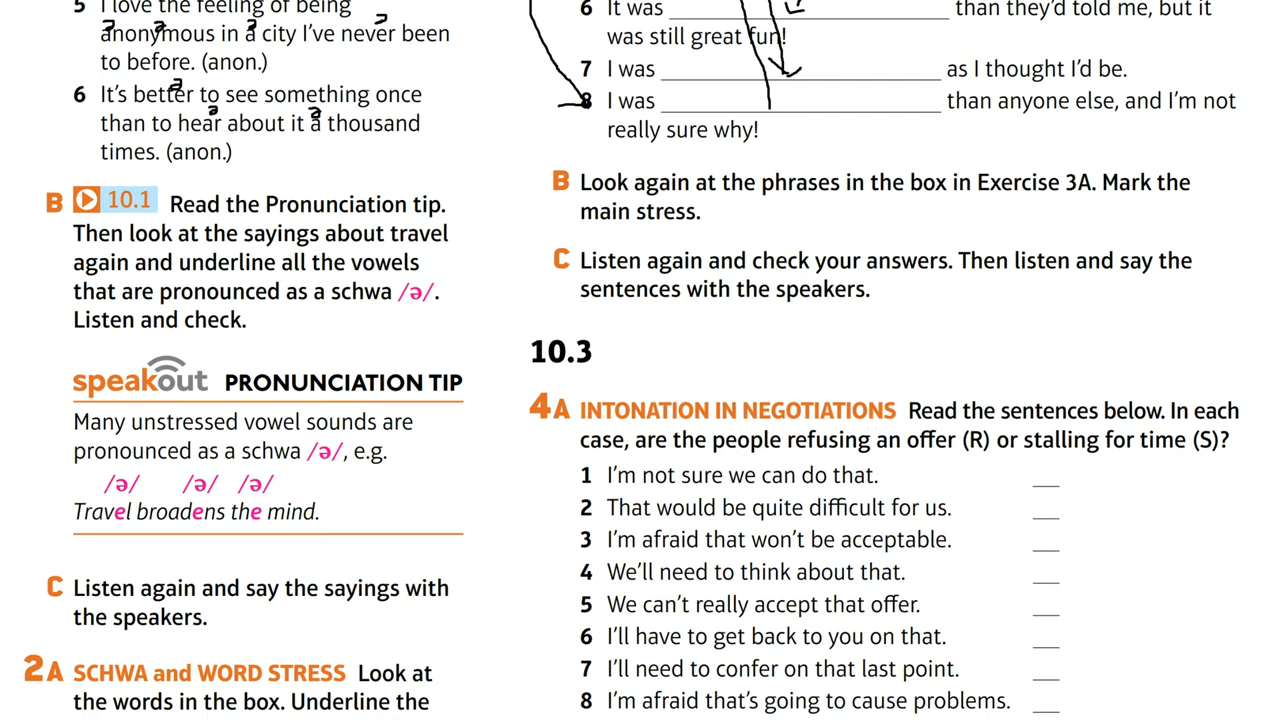 5 I love the feeling of being
anonymous in a city I've never been
to before. (anon.)
6 It's better to see something once
than to hear about it a thousand
times. (anon.)
B 10.1 Read the Pronunciation tip.
Then look at the sayings about travel
again and underline all the vowels
that are pronounced as a schwa /ə/.
Listen and check.
speakout PRONUNCIATION TIP
Many unstressed vowel sounds are
pronounced as a schwa /ə/, e.g.
/ə/ /ə/ /ə/
Travel broadens the mind.
C Listen again and say the sayings with
the speakers.
2A SCHWA and WORD STRESS Look at
the words in the box. Underline the
6 It was ______ than they'd told me, but it
was still great fun!
7 I was ______ as I thought I'd be.
8 I was ______ than anyone else, and I'm not
really sure why!
B Look again at the phrases in the box in Exercise 3A. Mark the
main stress.
C Listen again and check your answers. Then listen and say the
sentences with the speakers.
10.3
4A INTONATION IN NEGOTIATIONS Read the sentences below. In each
case, are the people refusing an offer (R) or stalling for time (S)?
1 I'm not sure we can do that. __
2 That would be quite difficult for us. __
3 I'm afraid that won't be acceptable. __
4 We'll need to think about that. __
5 We can't really accept that offer. __
6 I'll have to get back to you on that. __
7 I'll need to confer on that last point. __
8 I'm afraid that's going to cause problems. __